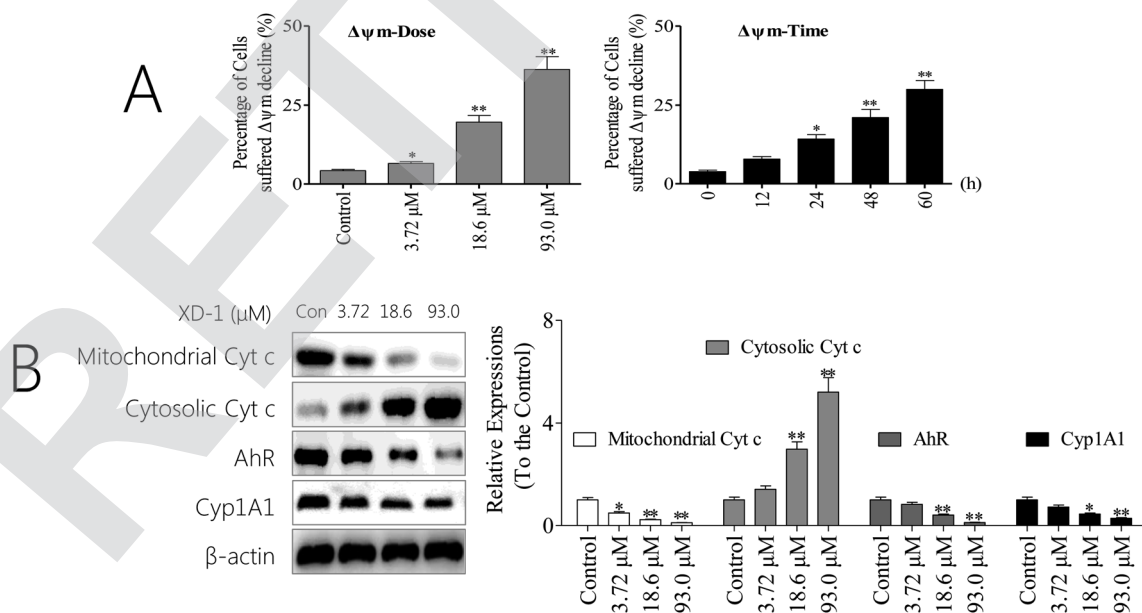 A
Δψm-Dose
Percentage of Cells
suffered Δψm decline (%)
50
25
0
*
**
**
Control
3.72 μM
18.6 μM
93.0 μM
Δψm-Time
Percentage of Cells
suffered Δψm decline (%)
50
25
0
*
**
**
0
12
24
48
60
(h)
B
XD-1 (μM) Con 3.72 18.6 93.0
Mitochondrial Cyt c
Cytosolic Cyt c
AhR
Cyp1A1
β-actin
Relative Expressions
(To the Control)
8
4
0
Cytosolic Cyt c
Mitochondrial Cyt c
AhR
Cyp1A1
* ** **
** **
** **
* **
Control
3.72 μM
18.6 μM
93.0 μM
Control
3.72 μM
18.6 μM
93.0 μM
Control
3.72 μM
18.6 μM
93.0 μM
Control
3.72 μM
18.6 μM
93.0 μM